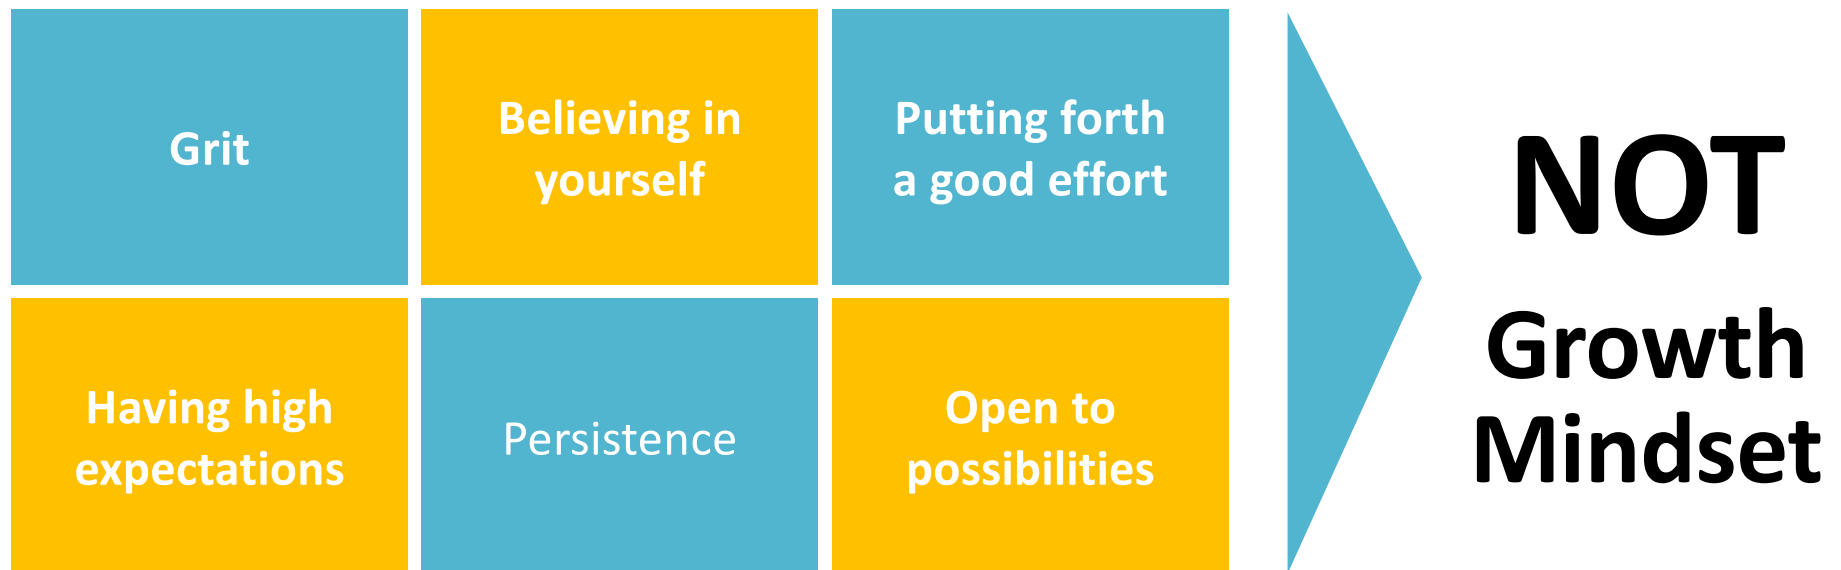 Grit
Believing in
yourself
Putting forth
a good effort
Having high
expectations
Persistence
Open to
possibilities
NOT
Growth
Mindset